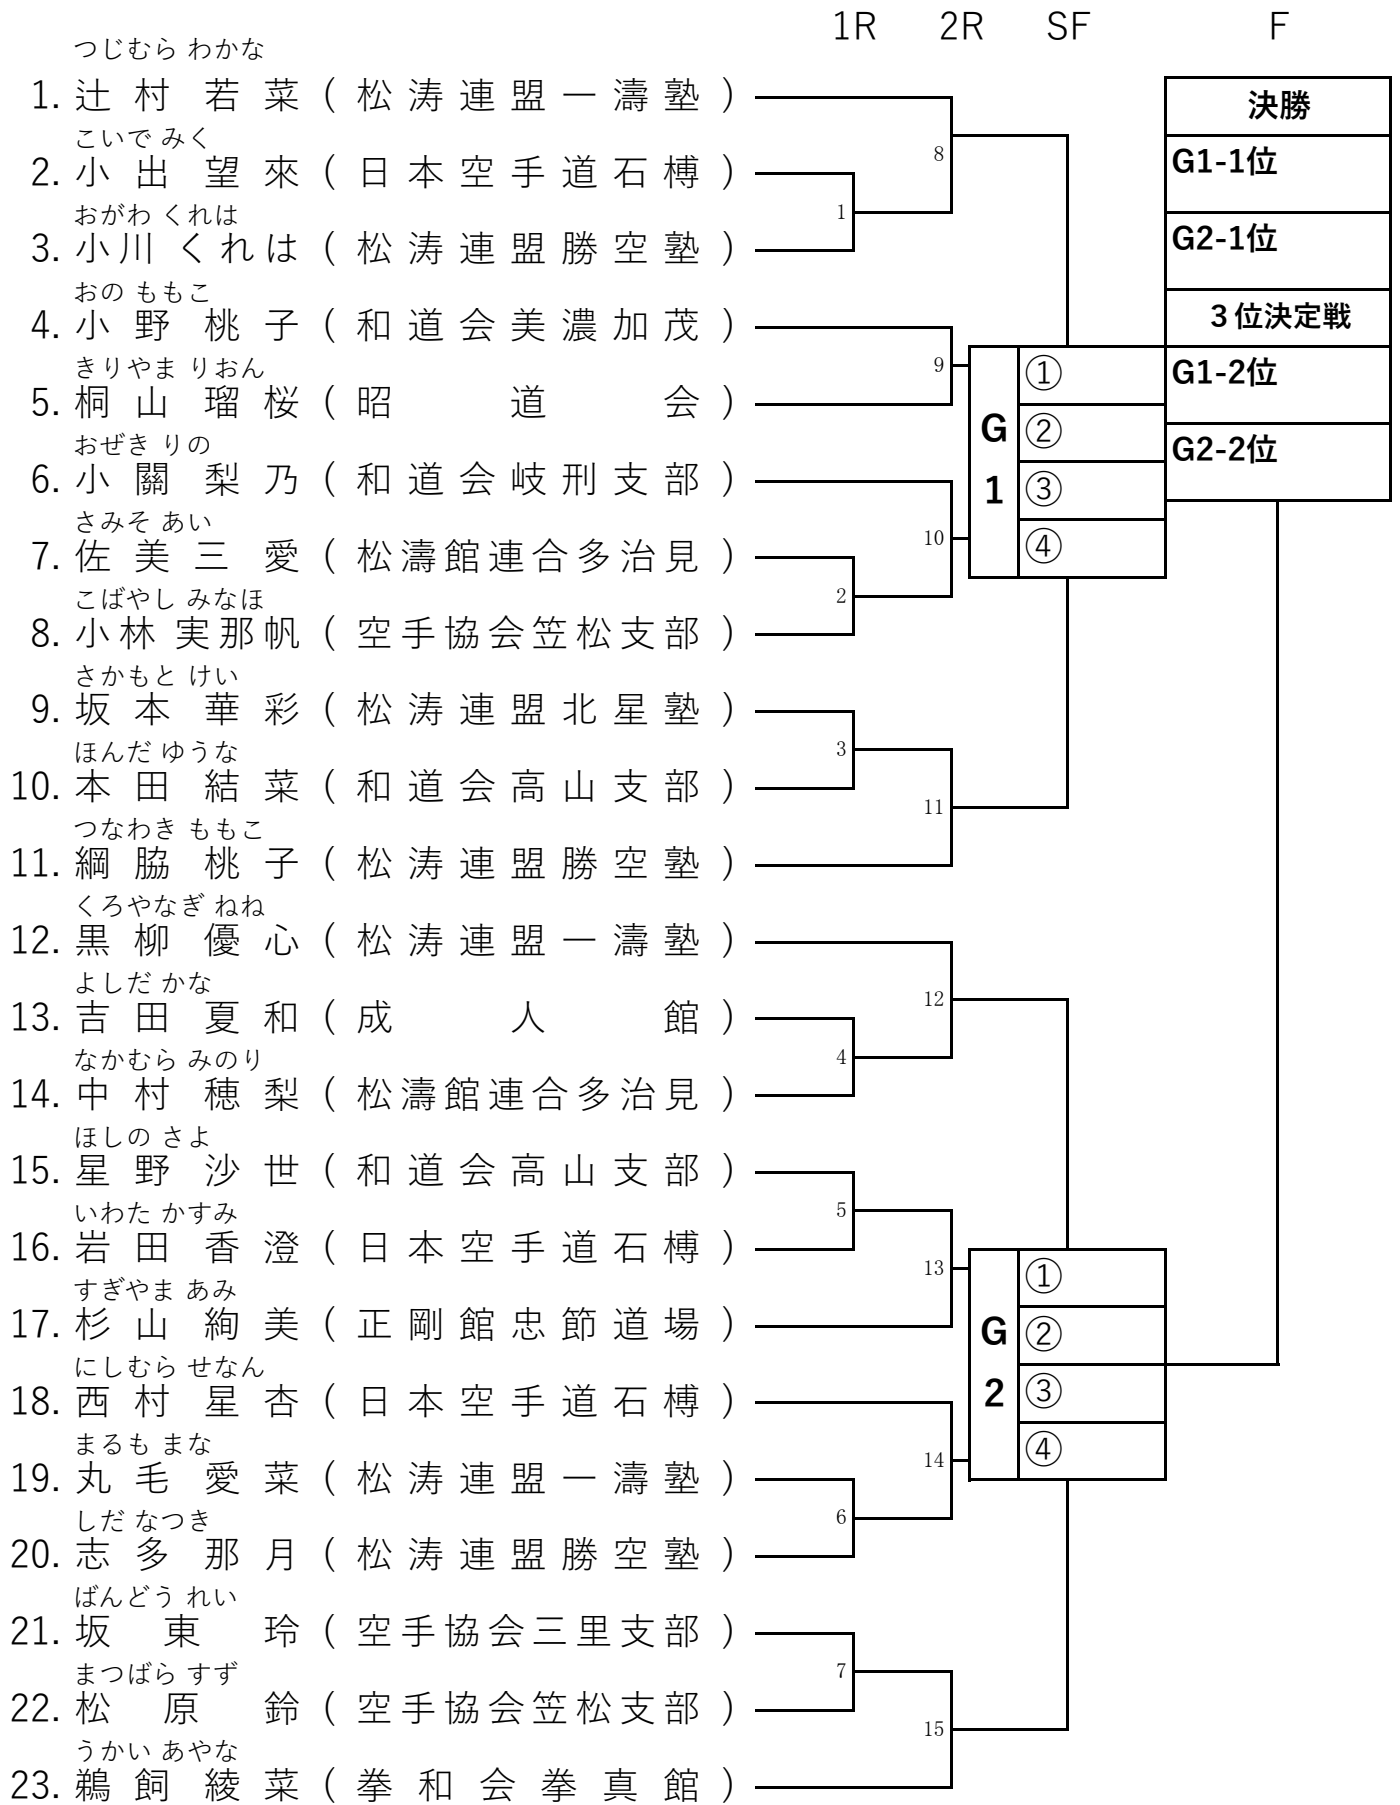 1R 2R SF F
つじむら わかな
1. 辻村 若菜 (松涛連盟一濤塾)
こいで みく
2. 小出 望來 (日本空手道石榑)
おがわ くれは
3. 小川 くれは (松涛連盟勝空塾)
おの ももこ
4. 小野 桃子 (和道会美濃加茂)
きりやま りおん
5. 桐山 瑠桜 (昭道会)
おぜき りの
6. 小關 梨乃 (和道会岐刑支部)
さみそ あい
7. 佐美三 愛 (松濤館連合多治見)
こばやし みなほ
8. 小林 実那帆 (空手協会笠松支部)
さかもと けい
9. 坂本 華彩 (松涛連盟北星塾)
ほんだ ゆうな
10. 本田 結菜 (和道会高山支部)
つなわき ももこ
11. 綱脇 桃子 (松涛連盟勝空塾)
くろやなぎ ねね
12. 黒柳 優心 (松涛連盟一濤塾)
よしだ かな
13. 吉田 夏和 (成人館)
なかむら みのり
14. 中村 穂梨 (松濤館連合多治見)
ほしの さよ
15. 星野 沙世 (和道会高山支部)
いわた かすみ
16. 岩田 香澄 (日本空手道石榑)
すぎやま あみ
17. 杉山 絢美 (正剛館忠節道場)
にしむら せなん
18. 西村 星杏 (日本空手道石榑)
まるも まな
19. 丸毛 愛菜 (松涛連盟一濤塾)
しだ なつき
20. 志多 那月 (松涛連盟勝空塾)
ばんどう れい
21. 坂東 玲 (空手協会三里支部)
まつばら すず
22. 松原 鈴 (空手協会笠松支部)
うかい あやな
23. 鵜飼 綾菜 (拳和会拳真館)
1
2
3
4
5
6
7
8
9
10
11
12
13
14
15
G1
①
②
③
④
G2
①
②
③
④
決勝
G1-1位
G2-1位
３位決定戦
G1-2位
G2-2位